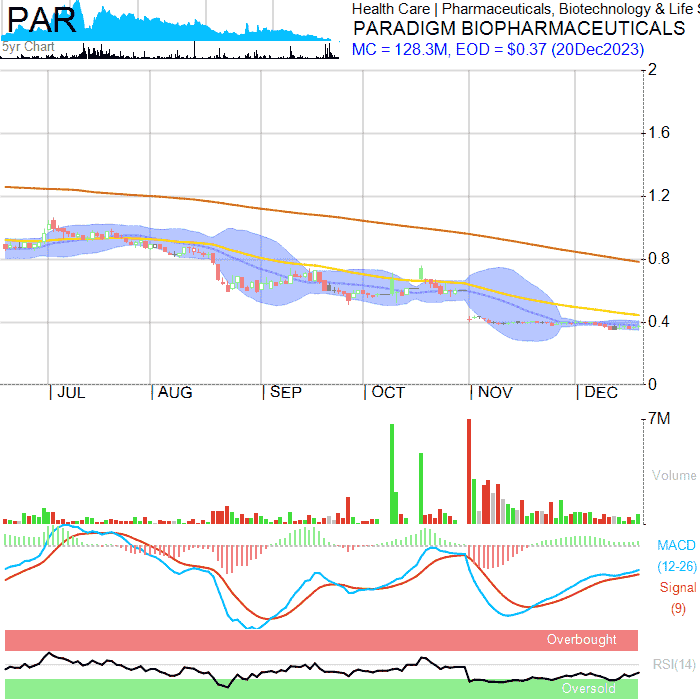 PAR
5yr Chart
Health Care | Pharmaceuticals, Biotechnology & Life S
PARADIGM BIOPHARMACEUTICALS
MC = 128.3M, EOD = $0.37 (20Dec2023)
2
1.6
1.2
0.8
0.4
0
JUL AUG SEP OCT NOV DEC
7M
Volume
MACD
(12-26)
Signal
(9)
Overbought
RSI(14)
Oversold